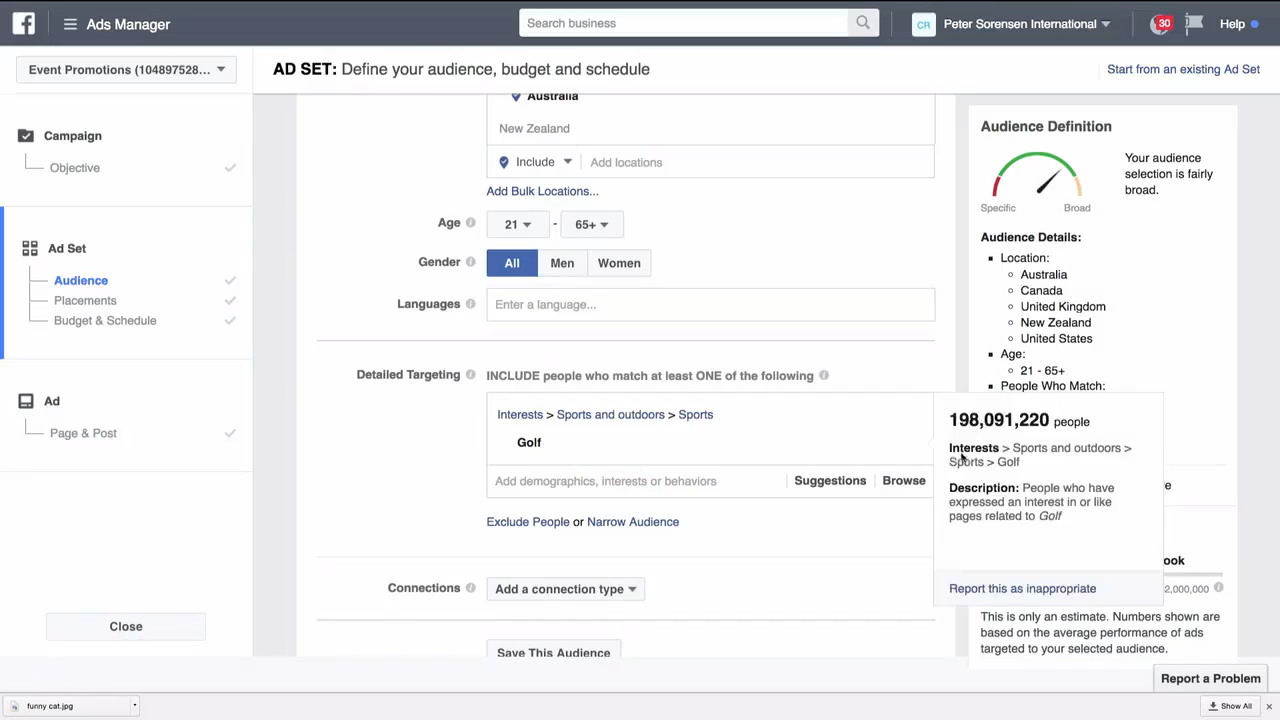 Ads Manager
Search business
CR
Peter Sorensen International
30
Help
Event Promotions (104897528...
AD SET: Define your audience, budget and schedule
Start from an existing Ad Set
Campaign
Objective
Ad Set
Audience
Placements
Budget & Schedule
Ad
Page & Post
Close
Australia
New Zealand
Include
Add locations
Add Bulk Locations...
Age
21
-
65+
Gender
All
Men
Women
Languages
Enter a language...
Detailed Targeting
INCLUDE people who match at least ONE of the following
Interests > Sports and outdoors > Sports
Golf
Add demographics, interests or behaviors
Suggestions
Browse
Exclude People or Narrow Audience
Connections
Add a connection type
Save This Audience
Audience Definition
Specific
Broad
Your audience
selection is fairly
broad.
Audience Details:
Location:
Australia
Canada
United Kingdom
New Zealand
United States
Age:
21 - 65+
People Who Match:
198,091,220 people
Interests > Sports and outdoors >
Sports > Golf
Description: People who have
expressed an interest in or like
pages related to Golf
Report this as inappropriate
2,000,000
This is only an estimate. Numbers shown are
based on the average performance of ads
targeted to your selected audience.
Report a Problem
funny cat.jpg
Show All